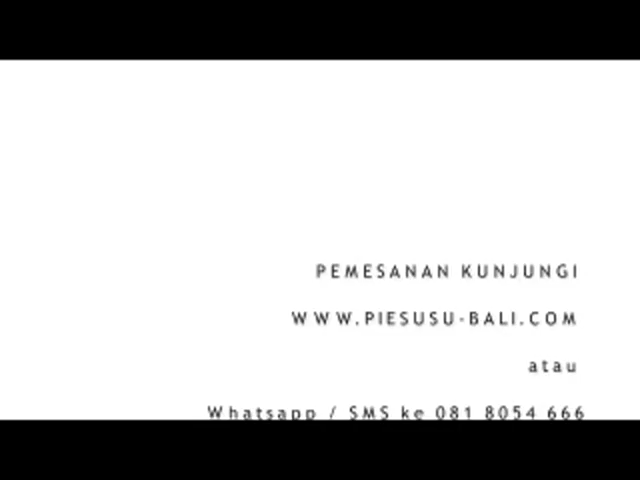 PEMESANAN KUNJUNGI
WWW.PIESUSU-BALI.COM
atau
Whatsapp / SMS ke 081 8054 666